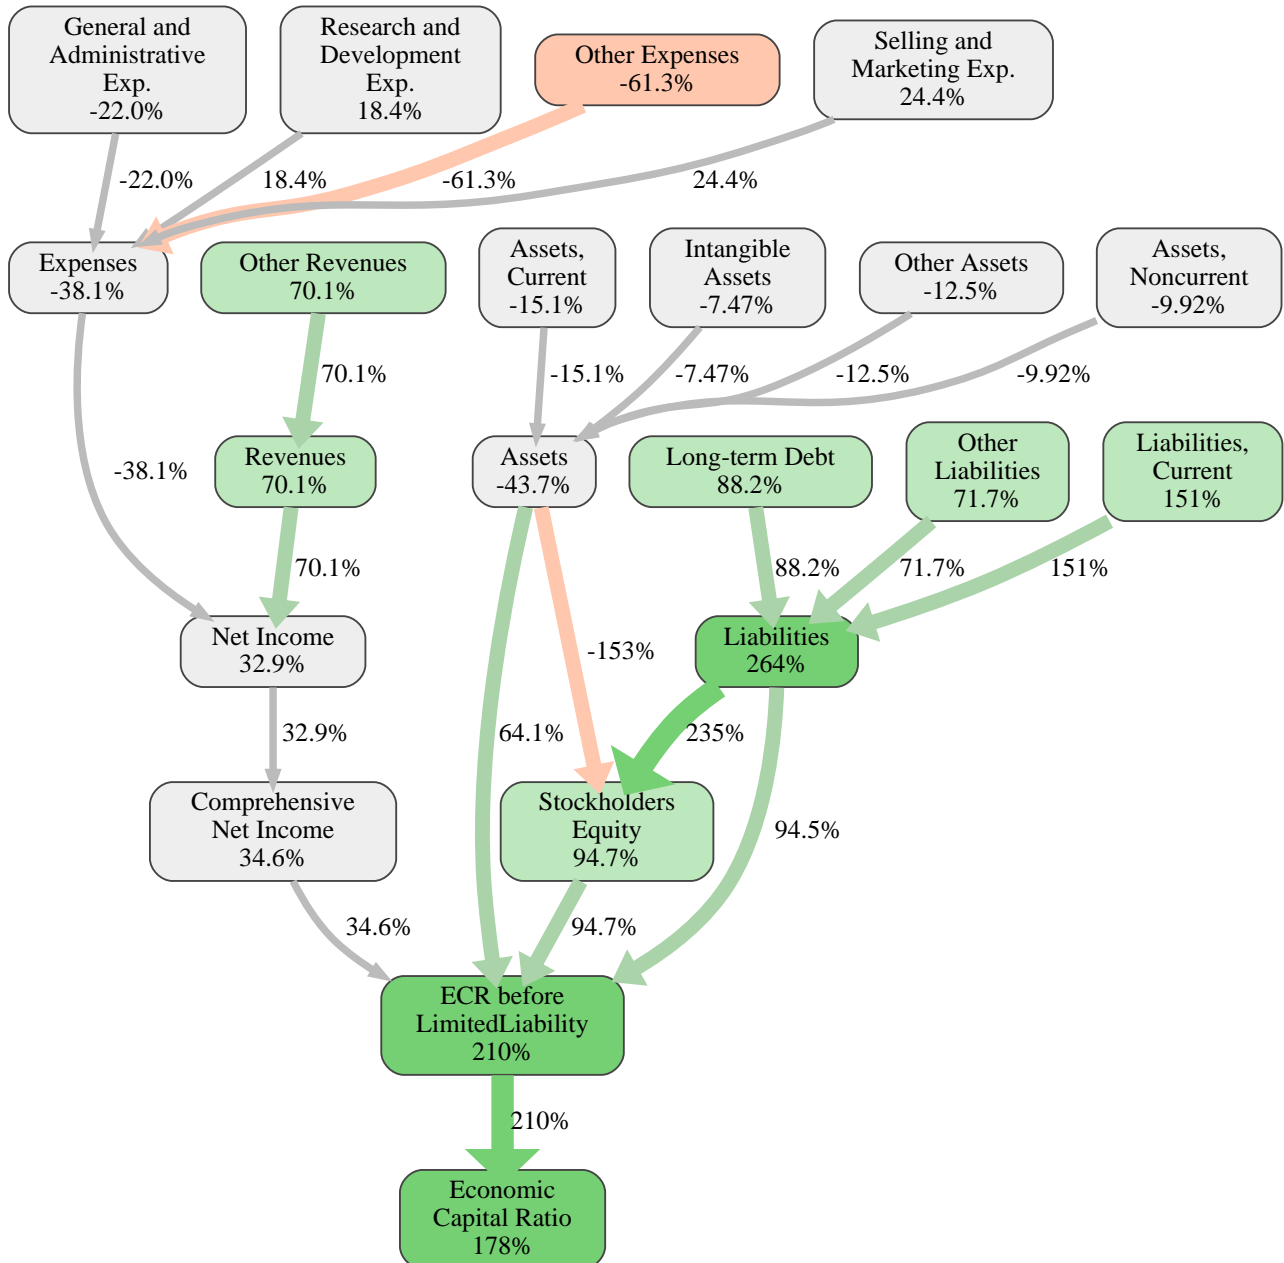 General and
Administrative
Exp.
-22.0%
Research and
Development
Exp.
18.4%
Other Expenses
-61.3%
Selling and
Marketing Exp.
24.4%
-22.0%
18.4%
-61.3%
24.4%
Expenses
-38.1%
Other Revenues
70.1%
Assets,
Current
-15.1%
Intangible
Assets
-7.47%
Other Assets
-12.5%
Assets,
Noncurrent
-9.92%
70.1%
-15.1%
-7.47%
-12.5%
-9.92%
-38.1%
Revenues
70.1%
Assets
-43.7%
Long-term Debt
88.2%
Other
Liabilities
71.7%
Liabilities,
Current
151%
70.1%
88.2%
71.7%
151%
Net Income
32.9%
-153%
Liabilities
264%
32.9%
64.1%
235%
Comprehensive
Net Income
34.6%
Stockholders
Equity
94.7%
94.5%
34.6%
94.7%
ECR before
LimitedLiability
210%
210%
Economic
Capital Ratio
178%